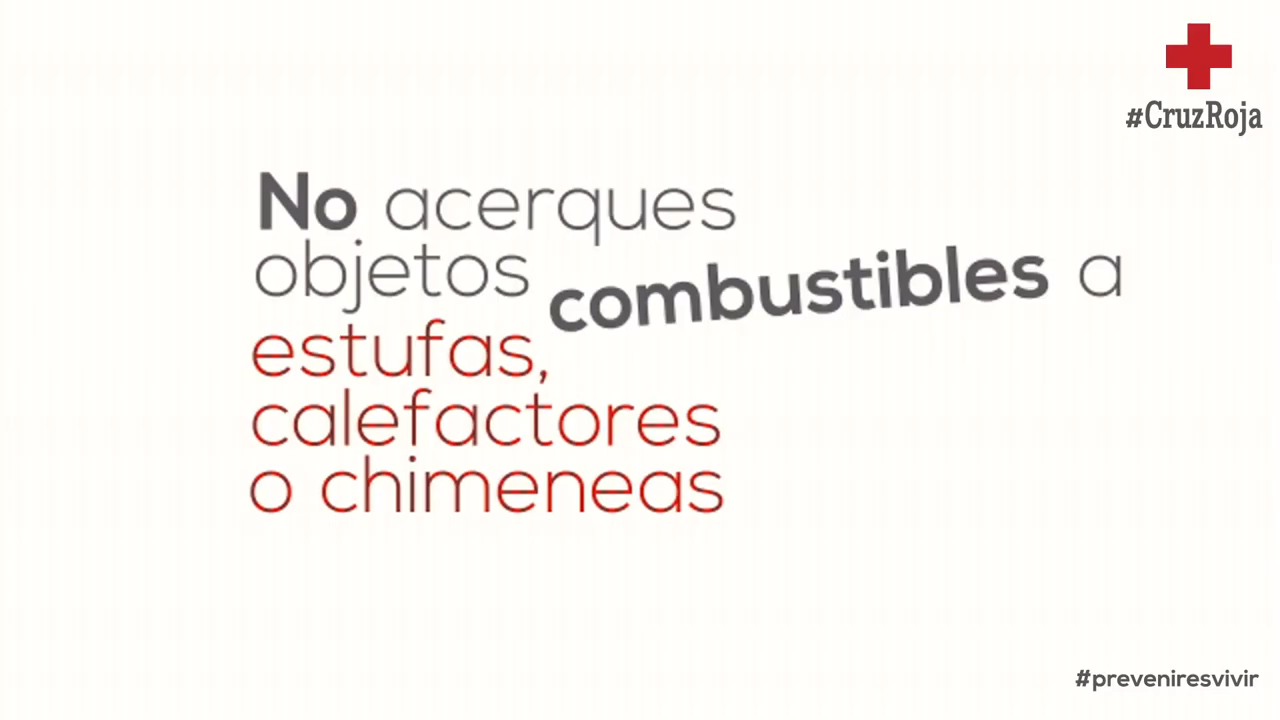 #CruzRoja
No acerques
objetos combustibles a
estufas,
calefactores
o chimeneas
#preveniresvivir